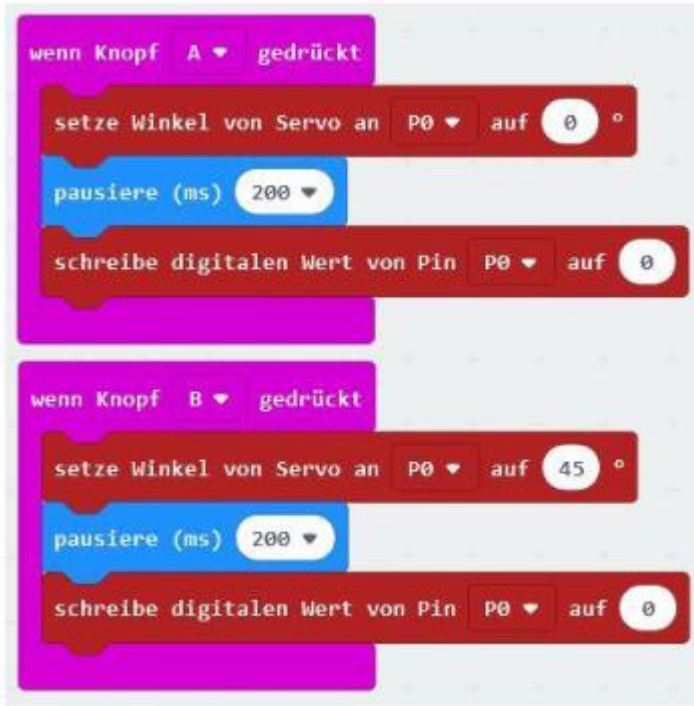 wenn Knopf A gedrückt
setze Winkel von Servo an P0 auf 0 °
pausiere (ms) 200
schreibe digitalen Wert von Pin P0 auf 0
wenn Knopf B gedrückt
setze Winkel von Servo an P0 auf 45 °
pausiere (ms) 200
schreibe digitalen Wert von Pin P0 auf 0